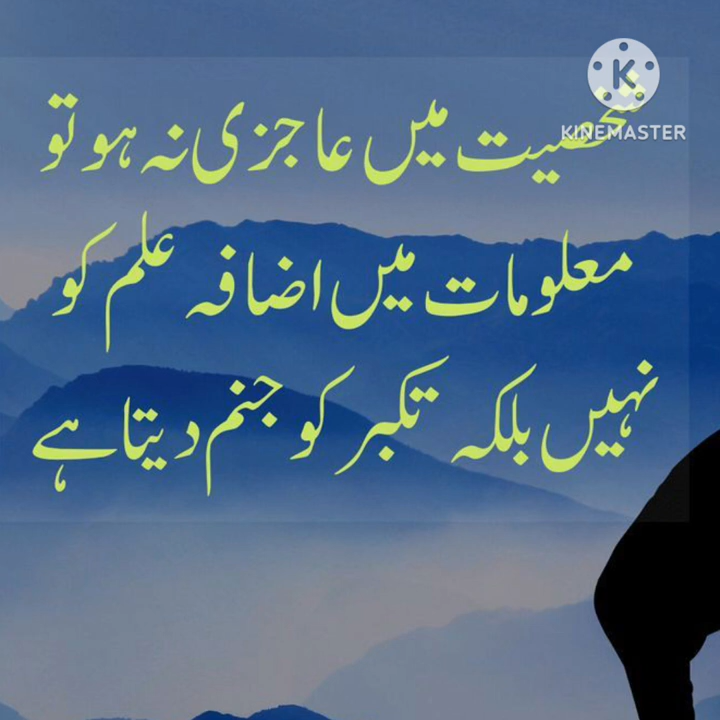 KINEMASTER
شخصیت میں عاجزی نہ ہو تو
معلومات میں اضافہ علم کو
نہیں بلکہ تکبر کو جنم دیتا ہے